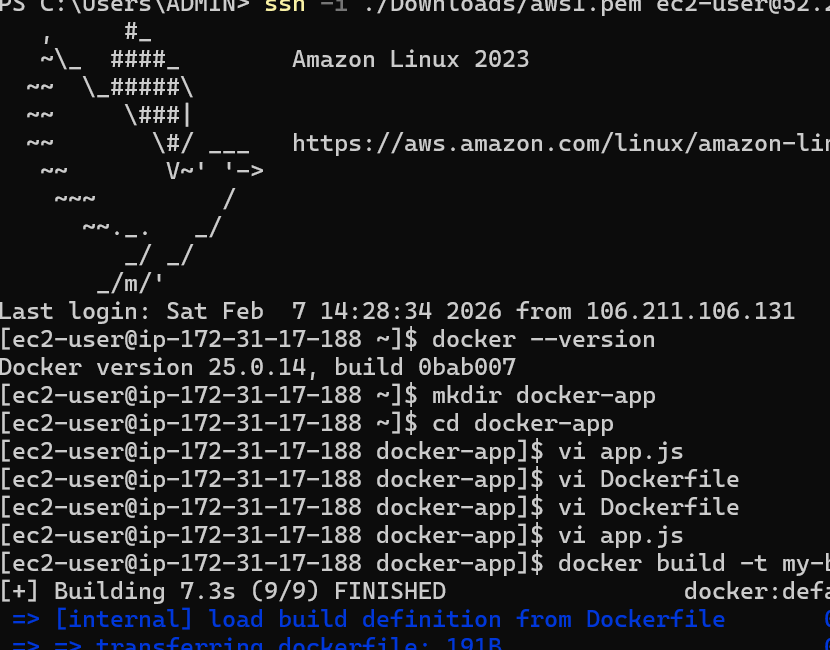 PS C:\Users\ADMIN> ssh -i ./Downloads/aws1.pem ec2-user@52.2
   ,     #_
   ~\_  ####_        Amazon Linux 2023
  ~~  \_#####\
  ~~     \###|
  ~~       \#/ ___   https://aws.amazon.com/linux/amazon-lin
   ~~       V~' '->
    ~~~         /
      ~~._.   _/
         _/ _/
       _/m/'
Last login: Sat Feb  7 14:28:34 2026 from 106.211.106.131
[ec2-user@ip-172-31-17-188 ~]$ docker --version
Docker version 25.0.14, build 0bab007
[ec2-user@ip-172-31-17-188 ~]$ mkdir docker-app
[ec2-user@ip-172-31-17-188 ~]$ cd docker-app
[ec2-user@ip-172-31-17-188 docker-app]$ vi app.js
[ec2-user@ip-172-31-17-188 docker-app]$ vi Dockerfile
[ec2-user@ip-172-31-17-188 docker-app]$ vi Dockerfile
[ec2-user@ip-172-31-17-188 docker-app]$ vi app.js
[ec2-user@ip-172-31-17-188 docker-app]$ docker build -t my-b
[+] Building 7.3s (9/9) FINISHED                 docker:defa
 => [internal] load build definition from Dockerfile
 => => transferring dockerfile: 191B